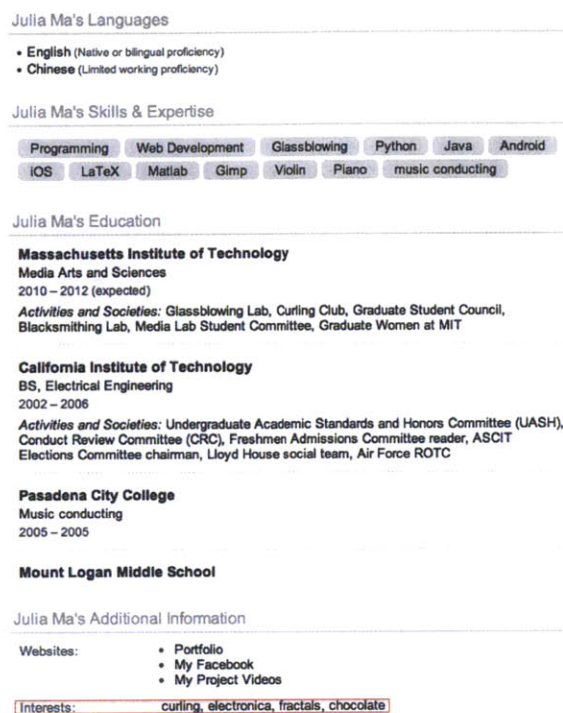 Julia Ma's Languages
• English (Native or bilingual proficiency)
• Chinese (Limited working proficiency)
Julia Ma's Skills & Expertise
Programming Web Development Glassblowing Python Java Android
iOS LaTeX Matlab Gimp Violin Piano music conducting
Julia Ma's Education
Massachusetts Institute of Technology
Media Arts and Sciences
2010 – 2012 (expected)
Activities and Societies: Glassblowing Lab, Curling Club, Graduate Student Council,
Blacksmithing Lab, Media Lab Student Committee, Graduate Women at MIT
California Institute of Technology
BS, Electrical Engineering
2002 – 2006
Activities and Societies: Undergraduate Academic Standards and Honors Committee (UASH),
Conduct Review Committee (CRC), Freshmen Admissions Committee reader, ASCIT
Elections Committee chairman, Lloyd House social team, Air Force ROTC
Pasadena City College
Music conducting
2005 – 2005
Mount Logan Middle School
Julia Ma's Additional Information
Websites: • Portfolio
• My Facebook
• My Project Videos
Interests: curling, electronica, fractals, chocolate